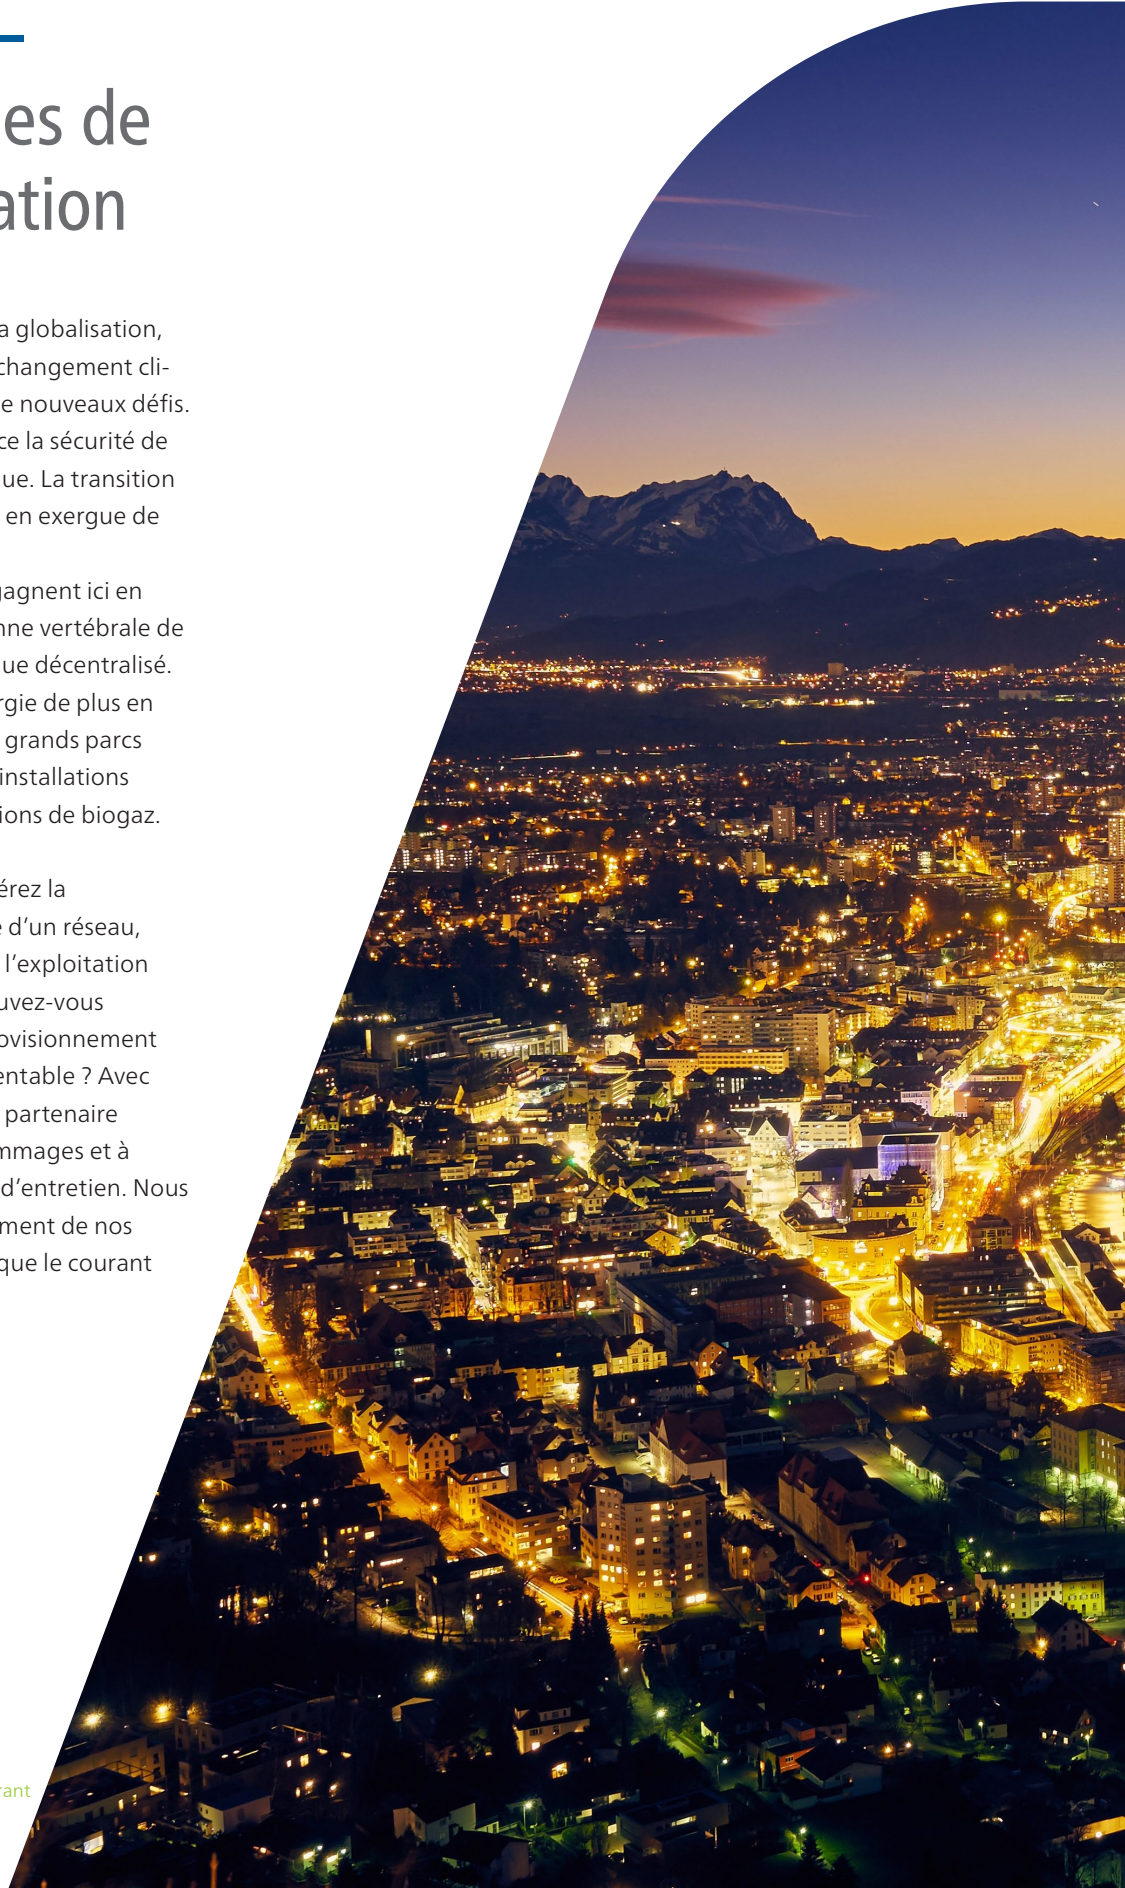 es de
ation
a globalisation,
changement cli-
e nouveaux défis.
ce la sécurité de
ue. La transition
en exergue de
gagnent ici en
nne vertébrale de
ue décentralisé.
rgie de plus en
grands parcs
installations
ions de biogaz.
érez la
e d’un réseau,
l’exploitation
uvez-vous
ovisionnement
entable ? Avec
partenaire
mmages et à
d’entretien. Nous
ment de nos
que le courant
rant